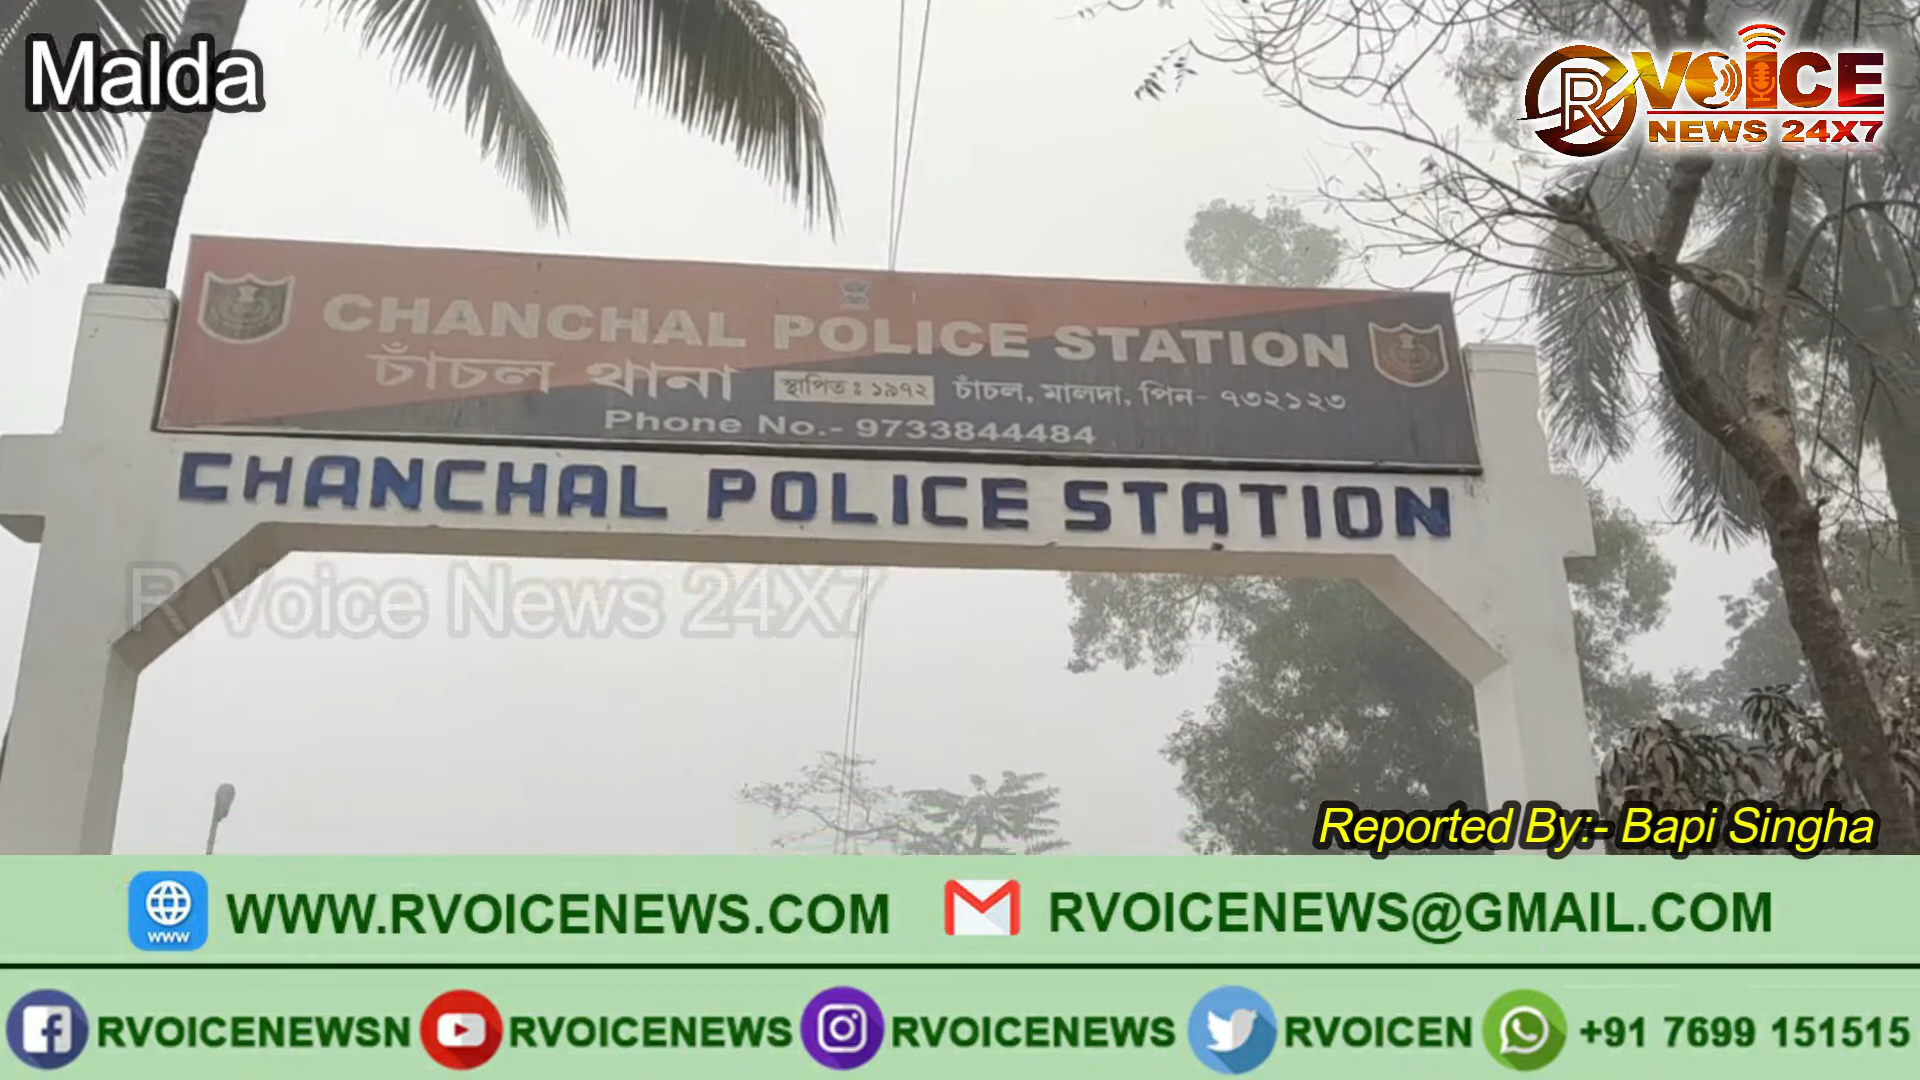 Malda
R VOICE
NEWS 24X7
CHANCHAL POLICE STATION
চাঁচল থানা স্থাপিত : ১৯৭২ চাঁচল, মালদা, পিন- ৭৩২১২৩
Phone No.- 9733844484
CHANCHAL POLICE STATION
R Voice News 24X7
Reported By:- Bapi Singha
www WWW.RVOICENEWS.COM RVOICENEWS@GMAIL.COM
RVOICENEWSN RVOICENEWS RVOICENEWS RVOICEN +91 7699 151515